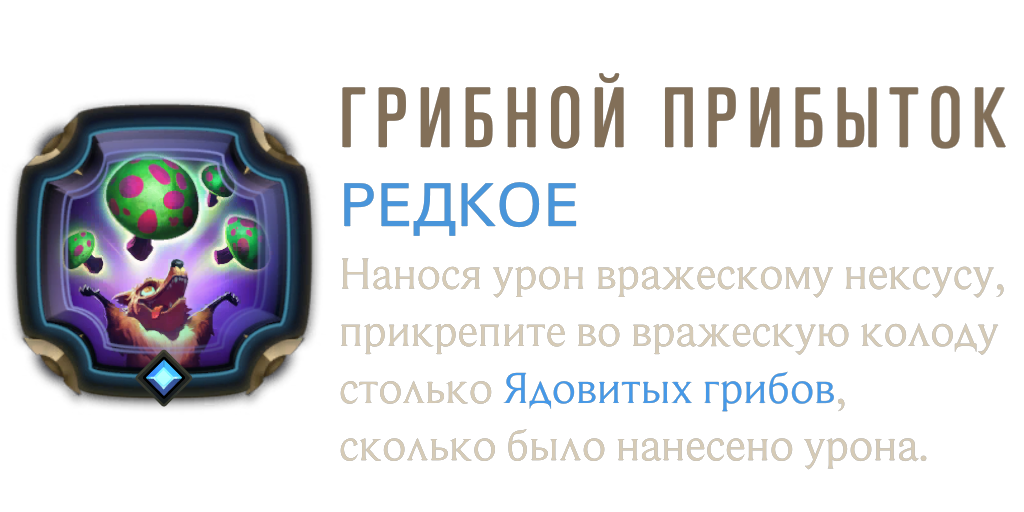 ГРИБНОЙ ПРИБЫТОК
РЕДКОЕ
Нанося урон вражескому нексусу,
прикрепите во вражескую колоду
столько Ядовитых грибов,
сколько было нанесено урона.